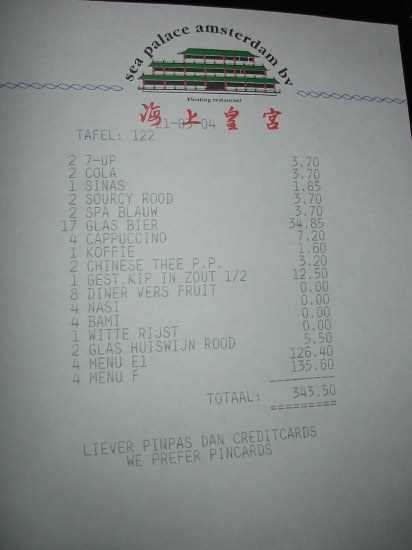 sea palace amsterdam bv
Floating restaurant
海上皇宮
TAFEL: 122
2 7-UP 3.70
2 COLA 3.70
1 SINAS 1.85
2 SOURCY ROOD 3.70
2 SPA BLAUW 3.70
17 GLAS BIER 34.85
4 CAPPUCCINO 7.20
1 KOFFIE 1.60
2 CHINESE THEE P.P. 3.20
1 GEST.KIP IN ZOUT 1/2 12.50
8 DINER VERS FRUIT 0.00
4 NASI 0.00
4 BAMI 0.00
1 WITTE RIJST 0.00
2 GLAS HUISWIJN ROOD 5.50
4 MENU E1 126.40
4 MENU F 135.60
TOTAAL: 343.50
LIEVER PINPAS DAN CREDITCARDS
WE PREFER PINCARDS